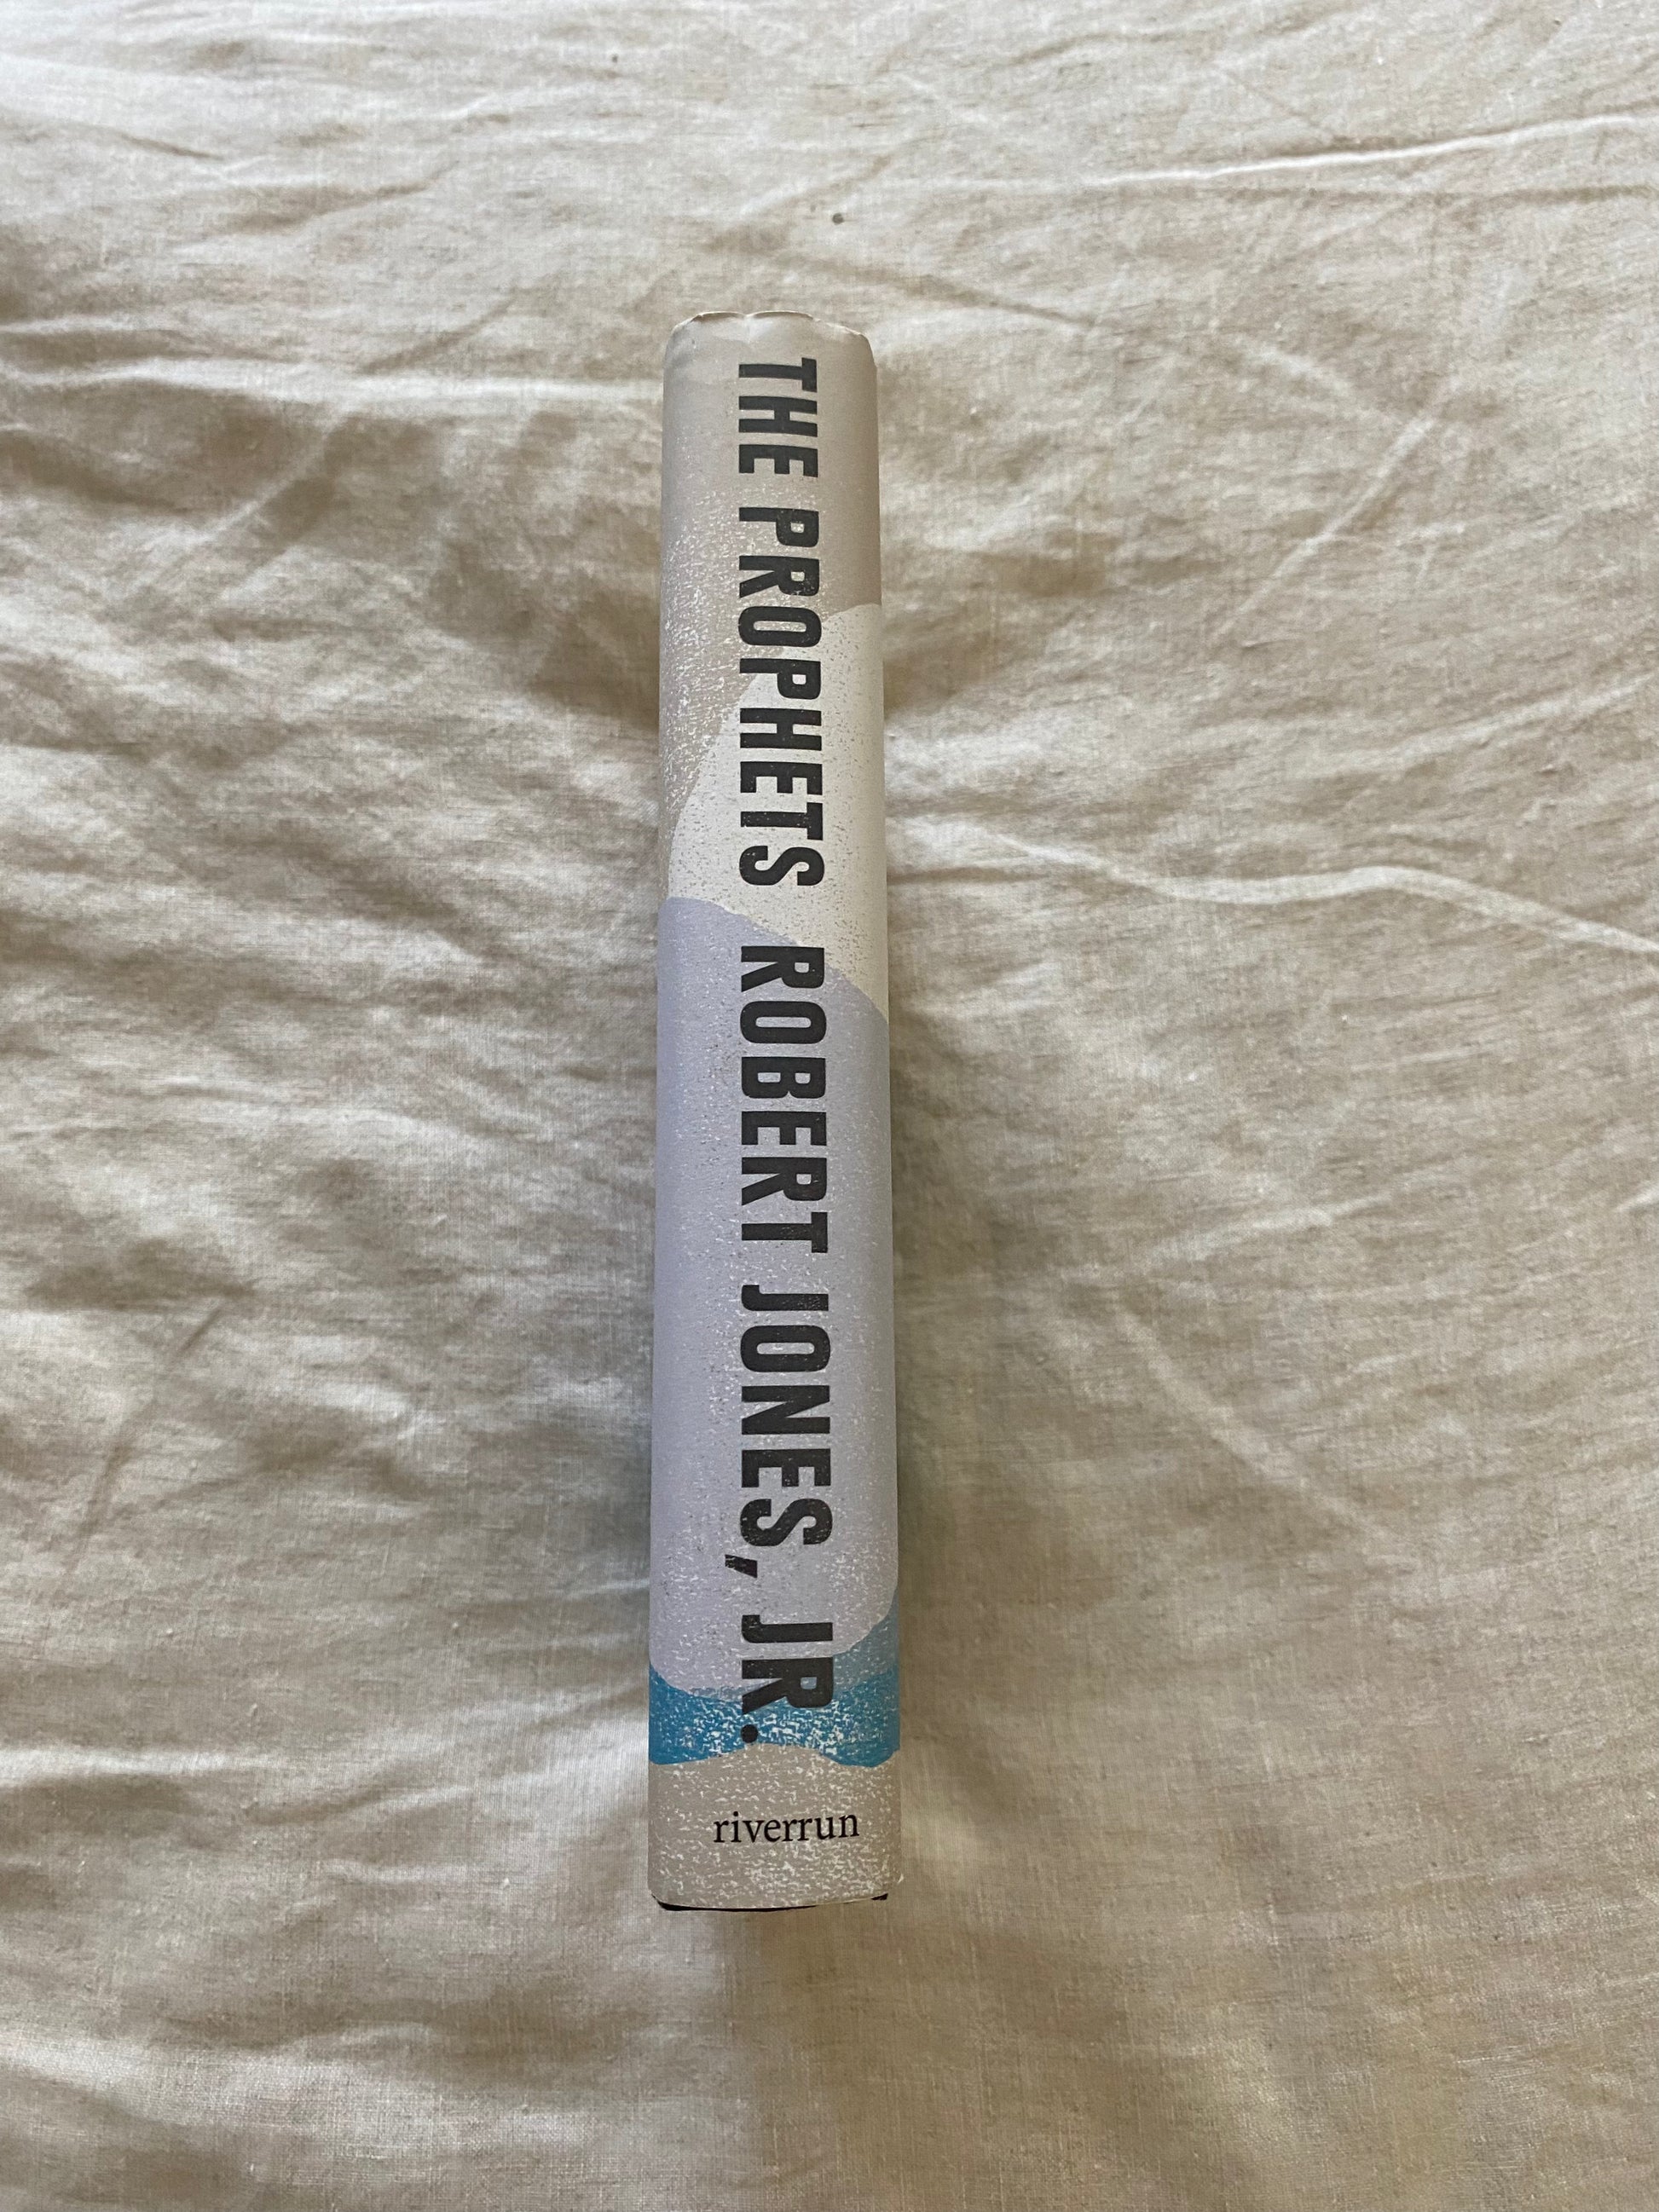 THE PROPHETS ROBERT JONES, JR.
riverrun